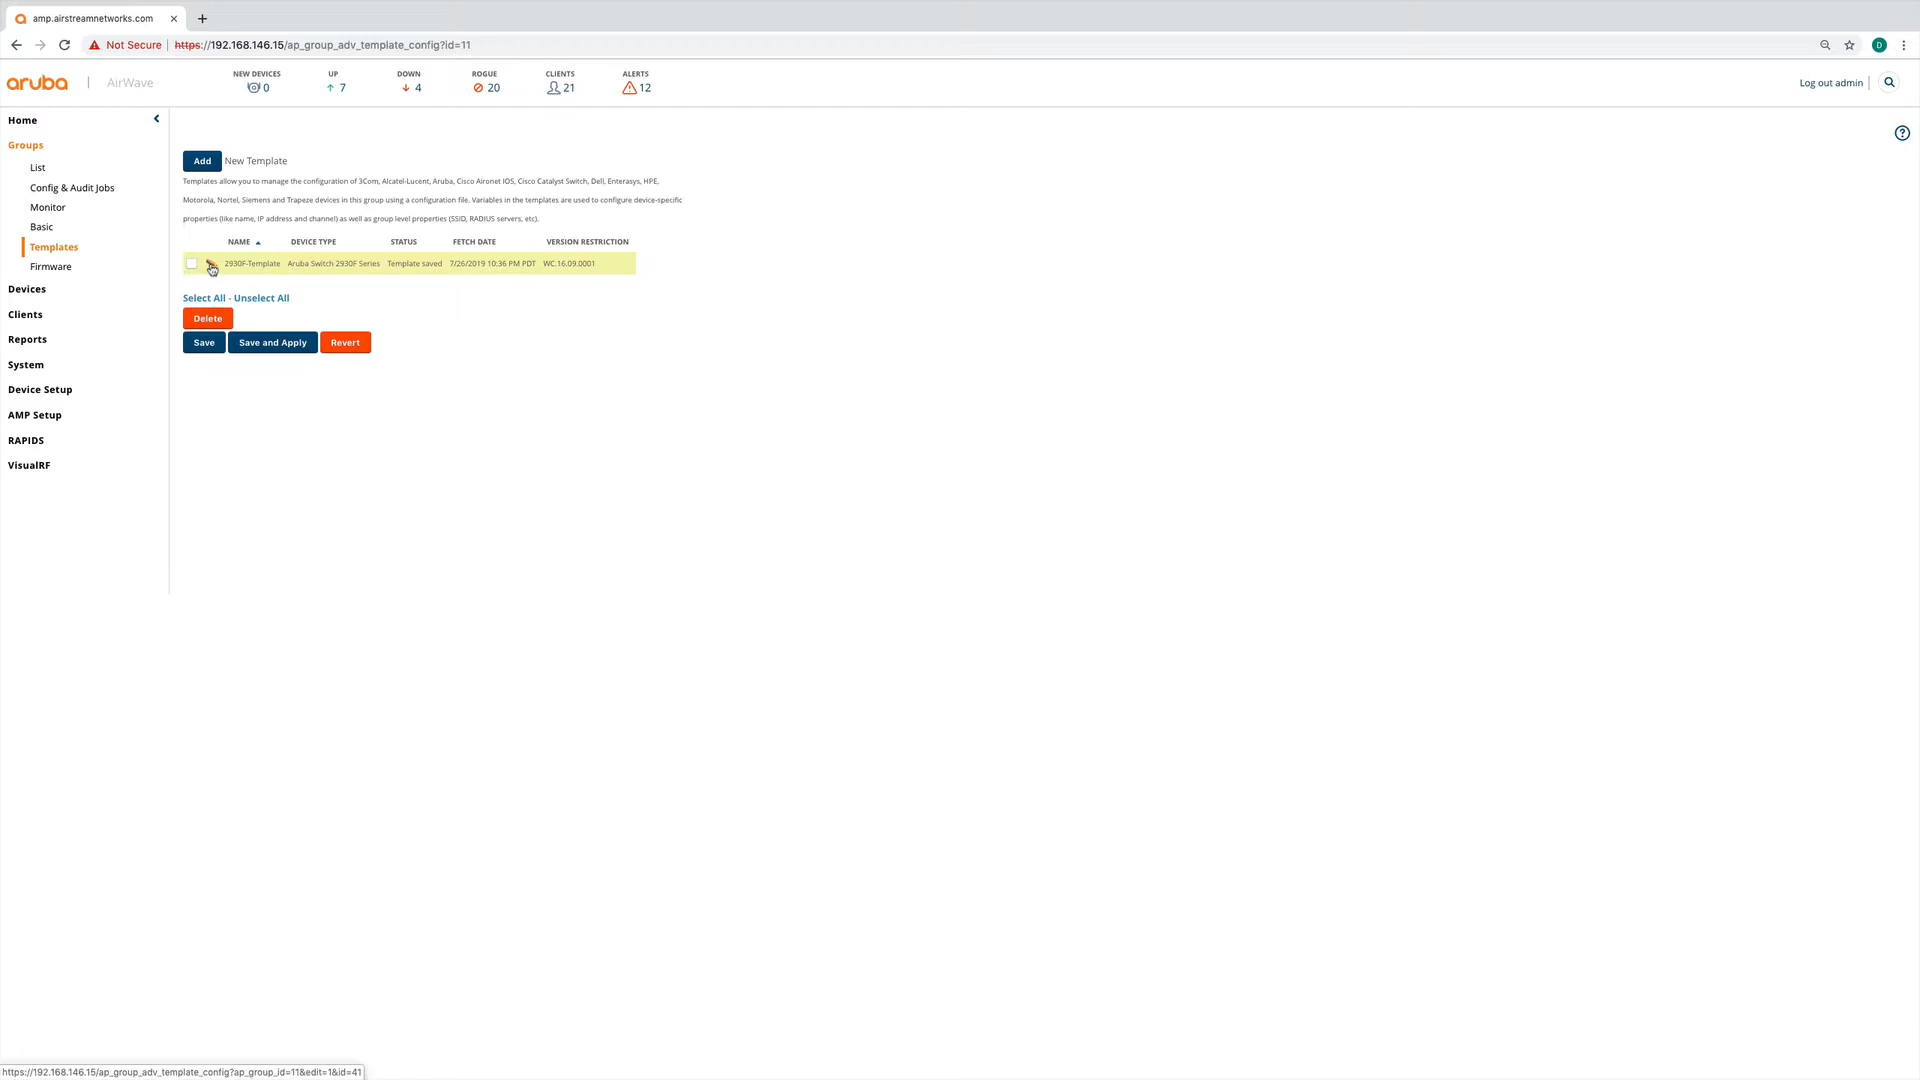 amp.airstreamnetworks.com
Not Secure https://192.168.146.15/ap_group_adv_template_config?id=11
D
aruba | AirWave
NEW DEVICES UP DOWN ROGUE CLIENTS ALERTS
0 7 4 20 21 12
Log out admin
Home
Groups
List
Config & Audit Jobs
Monitor
Basic
Templates
Firmware
Devices
Clients
Reports
System
Device Setup
AMP Setup
RAPIDS
VisualRF
Add New Template
Templates allow you to manage the configuration of 3Com, Alcatel-Lucent, Aruba, Cisco Aironet IOS, Cisco Catalyst Switch, Dell, Enterasys, HPE,
Motorola, Nortel, Siemens and Trapeze devices in this group using a configuration file. Variables in the templates are used to configure device-specific
properties (like name, IP address and channel) as well as group level properties (SSID, RADIUS servers, etc).
NAME DEVICE TYPE STATUS FETCH DATE VERSION RESTRICTION
2930F-Template Aruba Switch 2930F Series Template saved 7/26/2019 10:36 PM PDT WC.16.09.0001
Select All - Unselect All
Delete
Save Save and Apply Revert
https://192.168.146.15/ap_group_adv_template_config?ap_group_id=11&edit=1&id=41